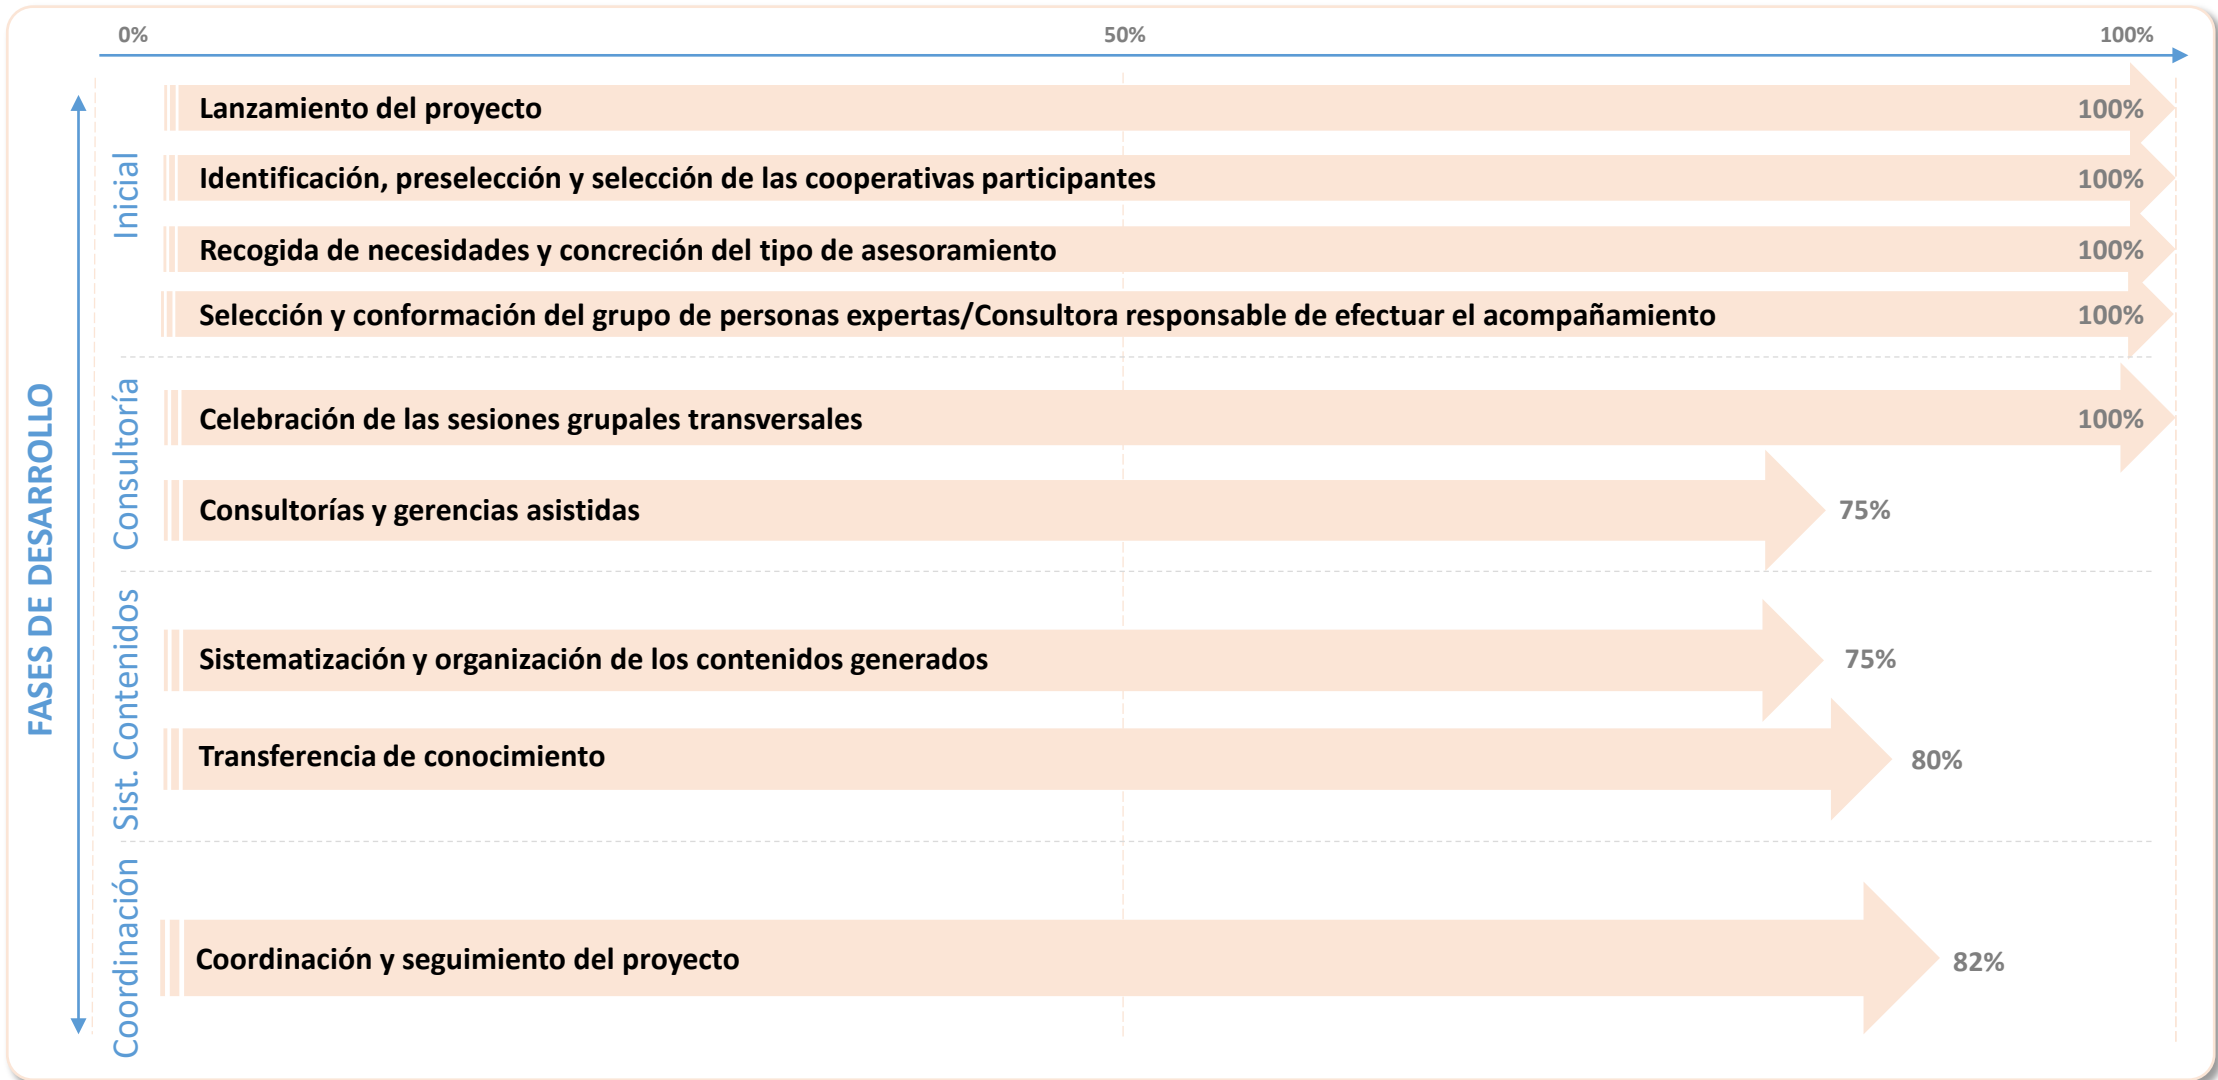 0% 50% 100%
FASES DE DESARROLLO
Inicial
Lanzamiento del proyecto 100%
Identificación, preselección y selección de las cooperativas participantes 100%
Recogida de necesidades y concreción del tipo de asesoramiento 100%
Selección y conformación del grupo de personas expertas/Consultora responsable de efectuar el acompañamiento 100%
Consultoría
Celebración de las sesiones grupales transversales 100%
Consultorías y gerencias asistidas 75%
Sist. Contenidos
Sistematización y organización de los contenidos generados 75%
Transferencia de conocimiento 80%
Coordinación
Coordinación y seguimiento del proyecto 82%